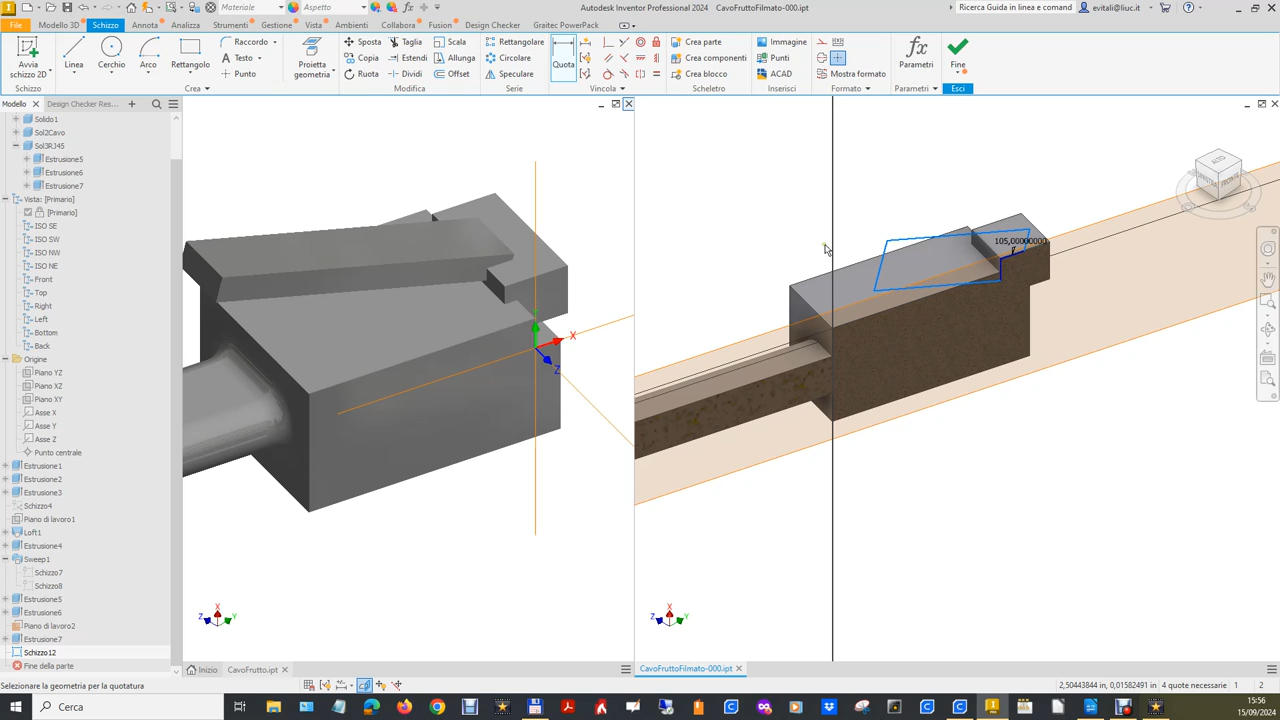 Aspetto
Autodesk Inventor Professional 2024 CavoFruttoFilmato-000.ipt
Ricerca Guida in linea e comandi
evitali@liuc.it
File Modello 3D Schizzo Annota Analizza Strumenti Gestione Vista Ambienti Collabora Fusion Design Checker Graitec PowerPack
Avvia schizzo 2D
Linea
Cerchio
Arco
Rettangolo
Raccordo
Testo
Punto
Proietta geometria
Sposta
Copia
Ruota
Taglia
Estendi
Dividi
Scala
Allunga
Offset
Rettangolare
Circolare
Speculare
Quota
Crea parte
Crea componenti
Crea blocco
Immagine
Punti
ACAD
Mostra formato
Parametri
Fine
Schizzo Crea Modifica Serie Vincola Scheletro Inserisci Formato Parametri Esci
Modello
Design Checker Res...
Solido1
Sol2Cavo
Sol3RJ45
Estrusione5
Estrusione6
Estrusione7
Vista: [Primario]
[Primario]
ISO SE
ISO SW
ISO NW
ISO NE
Front
Top
Right
Left
Bottom
Back
Origine
Piano YZ
Piano XZ
Piano XY
Asse X
Asse Y
Asse Z
Punto centrale
Estrusione1
Estrusione2
Estrusione3
Schizzo4
Piano di lavoro1
Loft1
Estrusione4
Sweep1
Schizzo7
Schizzo8
Estrusione5
Estrusione6
Piano di lavoro2
Estrusione7
Schizzo12
Fine della parte
X
Z
X
Z
Y
105,00000000
X
Z
Y
Inizio
CavoFrutto.ipt
CavoFruttoFilmato-000.ipt
Selezionare la geometria per la quotatura
2,50443844 in, 0,01582491 in 4 quote necessarie 1 2
Cerca
15:56
15/09/2024